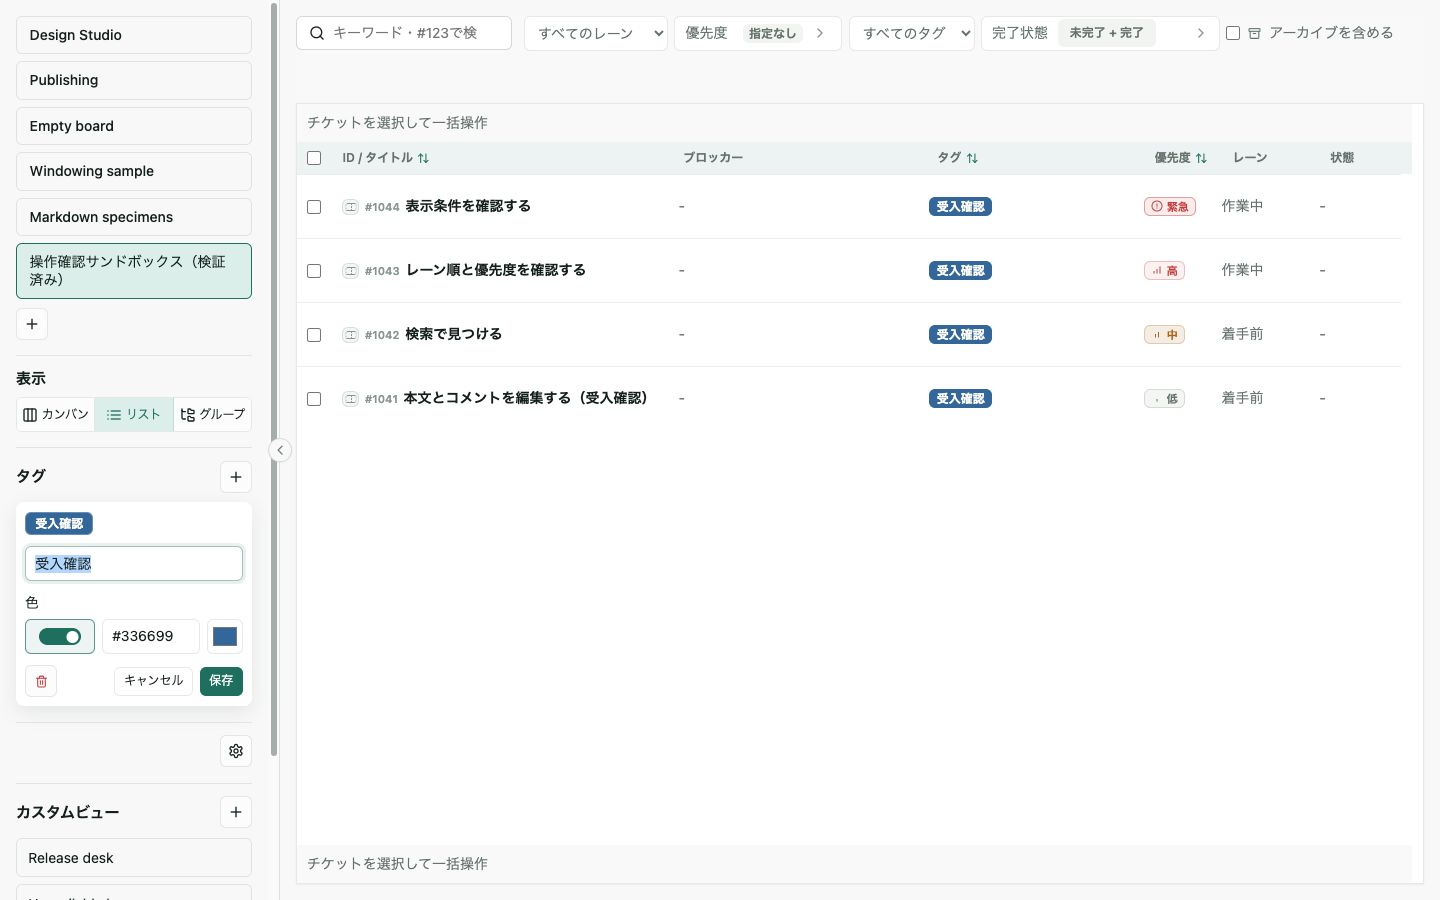 Design Studio
Publishing
Empty board
Windowing sample
Markdown specimens
操作確認サンドボックス（検証
済み）
表示
カンバン リスト グループ
タグ
受入確認
受入確認
色
#336699
キャンセル 保存
カスタムビュー
Release desk
キーワード・#123で検 すべてのレーン 優先度 指定なし すべてのタグ 完了状態 未完了 + 完了 アーカイブを含める
チケットを選択して一括操作
ID / タイトル ブロッカー タグ 優先度 レーン 状態
#1044 表示条件を確認する - 受入確認 緊急 作業中 -
#1043 レーン順と優先度を確認する - 受入確認 高 作業中 -
#1042 検索で見つける - 受入確認 中 着手前 -
#1041 本文とコメントを編集する（受入確認） - 受入確認 低 着手前 -
チケットを選択して一括操作